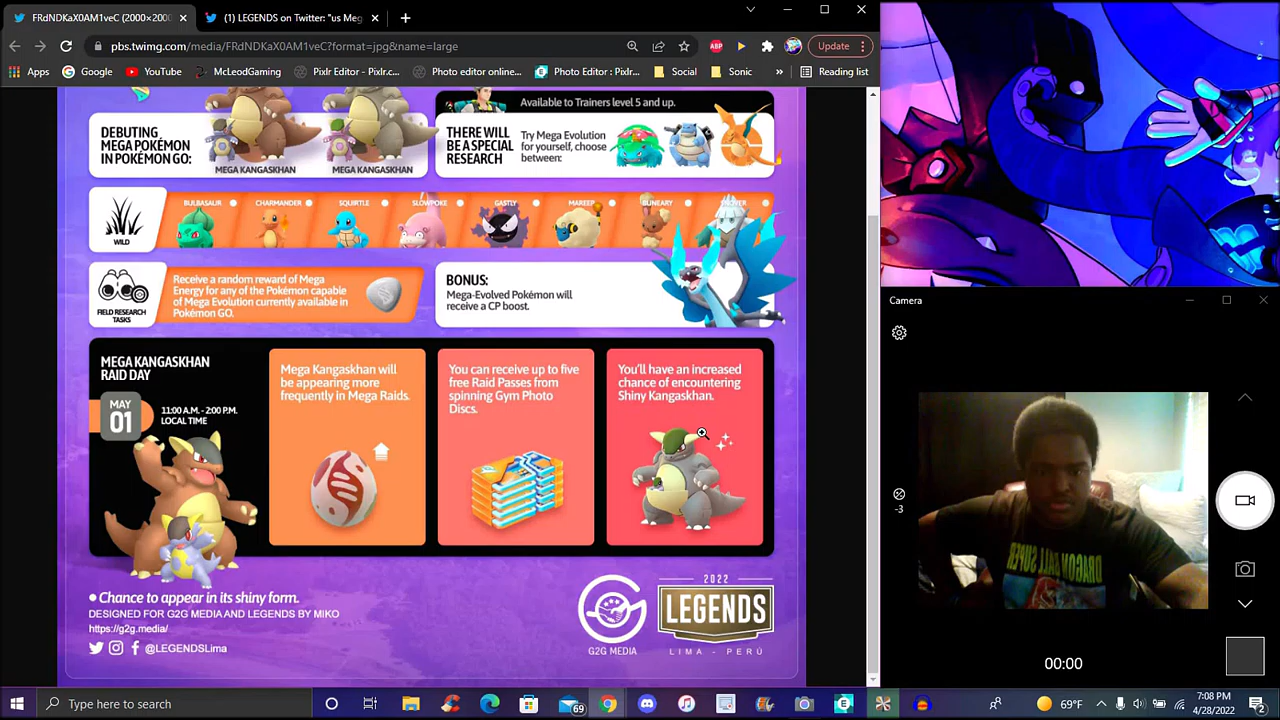 FRdNDKaX0AM1veC (2000×2000
(1) LEGENDS on Twitter: "us Meg
pbs.twimg.com/media/FRdNDKaX0AM1veC?format=jpg&name=large
ABP
Update
Apps
Google
YouTube
McLeodGaming
Pixlr Editor - Pixlr.c...
Photo editor online...
Photo Editor : Pixlr...
Social
Sonic
»
Reading list
DEBUTING
MEGA POKÉMON
IN POKÉMON GO:
MEGA KANGASKHAN
MEGA KANGASKHAN
Available to Trainers level 5 and up.
THERE WILL
BE A SPECIAL
RESEARCH
Try Mega Evolution
for yourself, choose
between:
WILD
BULBASAUR
CHARMANDER
SQUIRTLE
SLOWPOKE
GASTLY
MAREEP
BUNEARY
FIELD RESEARCH
TASKS
Receive a random reward of Mega
Energy for any of the Pokémon capable
of Mega Evolution currently available in
Pokémon GO.
BONUS:
Mega-Evolved Pokémon will
receive a CP boost.
MEGA KANGASKHAN
RAID DAY
MAY
01
11:00 A.M. - 2:00 P.M.
LOCAL TIME
Mega Kangaskhan will
be appearing more
frequently in Mega Raids.
You can receive up to five
free Raid Passes from
spinning Gym Photo
Discs.
You'll have an increased
chance of encountering
Shiny Kangaskhan.
Chance to appear in its shiny form.
DESIGNED FOR G2G MEDIA AND LEGENDS BY MIKO
https://g2g.media/
@LEGENDSLima
G2G MEDIA
2022
LEGENDS
LIMA - PERÚ
Camera
-3
DRAGON BALL SUPER
00:00
Type here to search
69
69°F
7:08 PM
4/28/2022
2